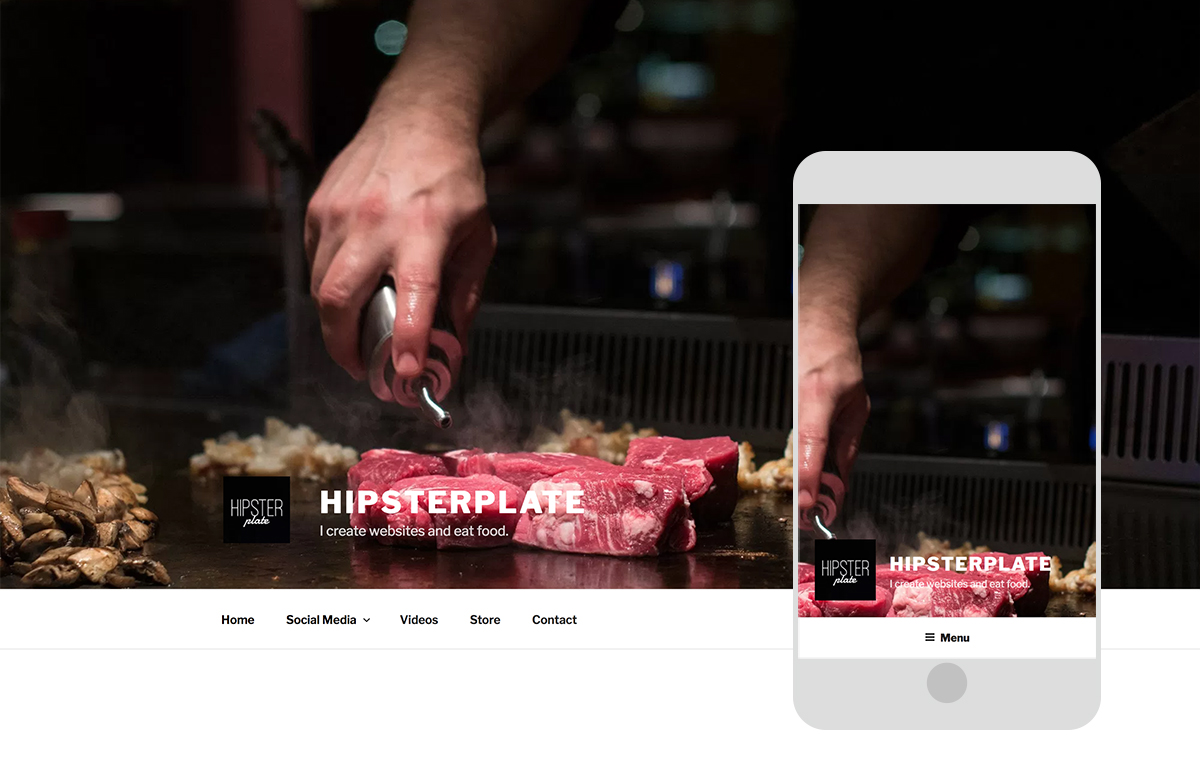 HIPSTER
plate
HIPSTERPLATE
I create websites and eat food.
Home Social Media Videos Store Contact
HIPSTER
plate
HIPSTERPLATE
I create websites and eat food.
Menu